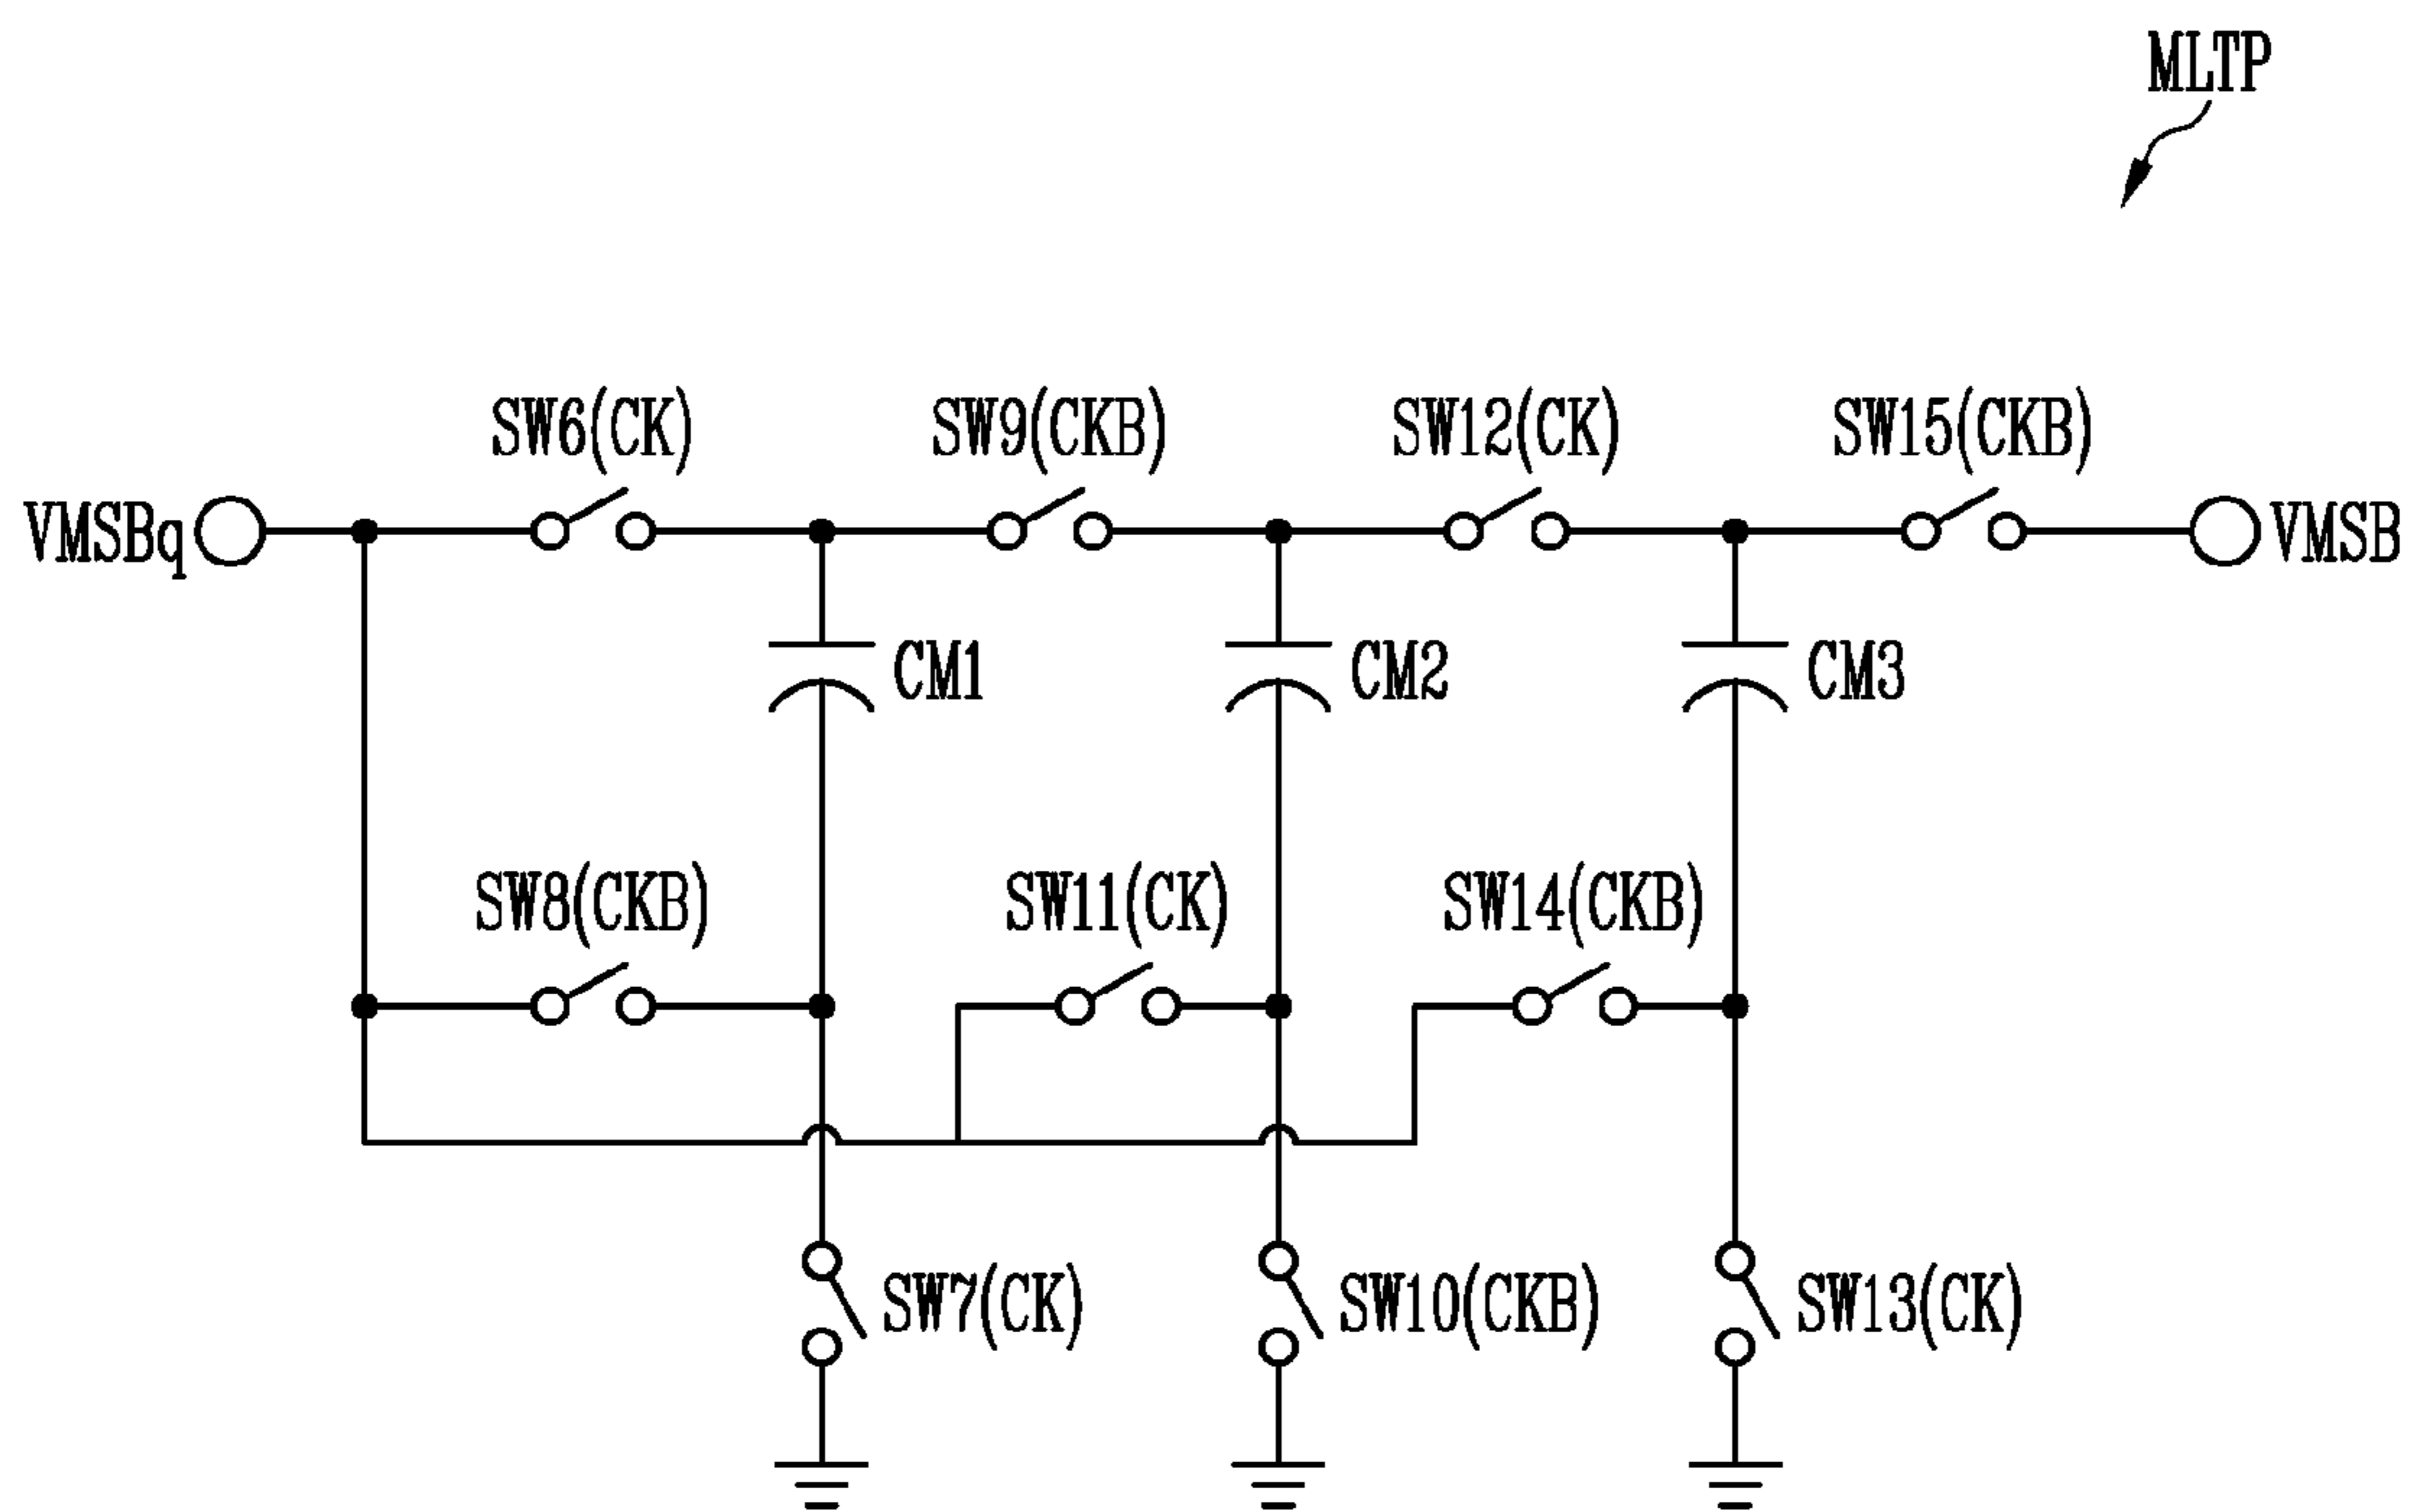 MLTP
SW6(CK)
SW9(CKB)
SW12(CK)
SW15(CKB)
VMSBq
VMSB
CM1
CM2
CM3
SW8(CKB)
SW11(CK)
SW14(CKB)
SW7(CK)
SW10(CKB)
SW13(CK)